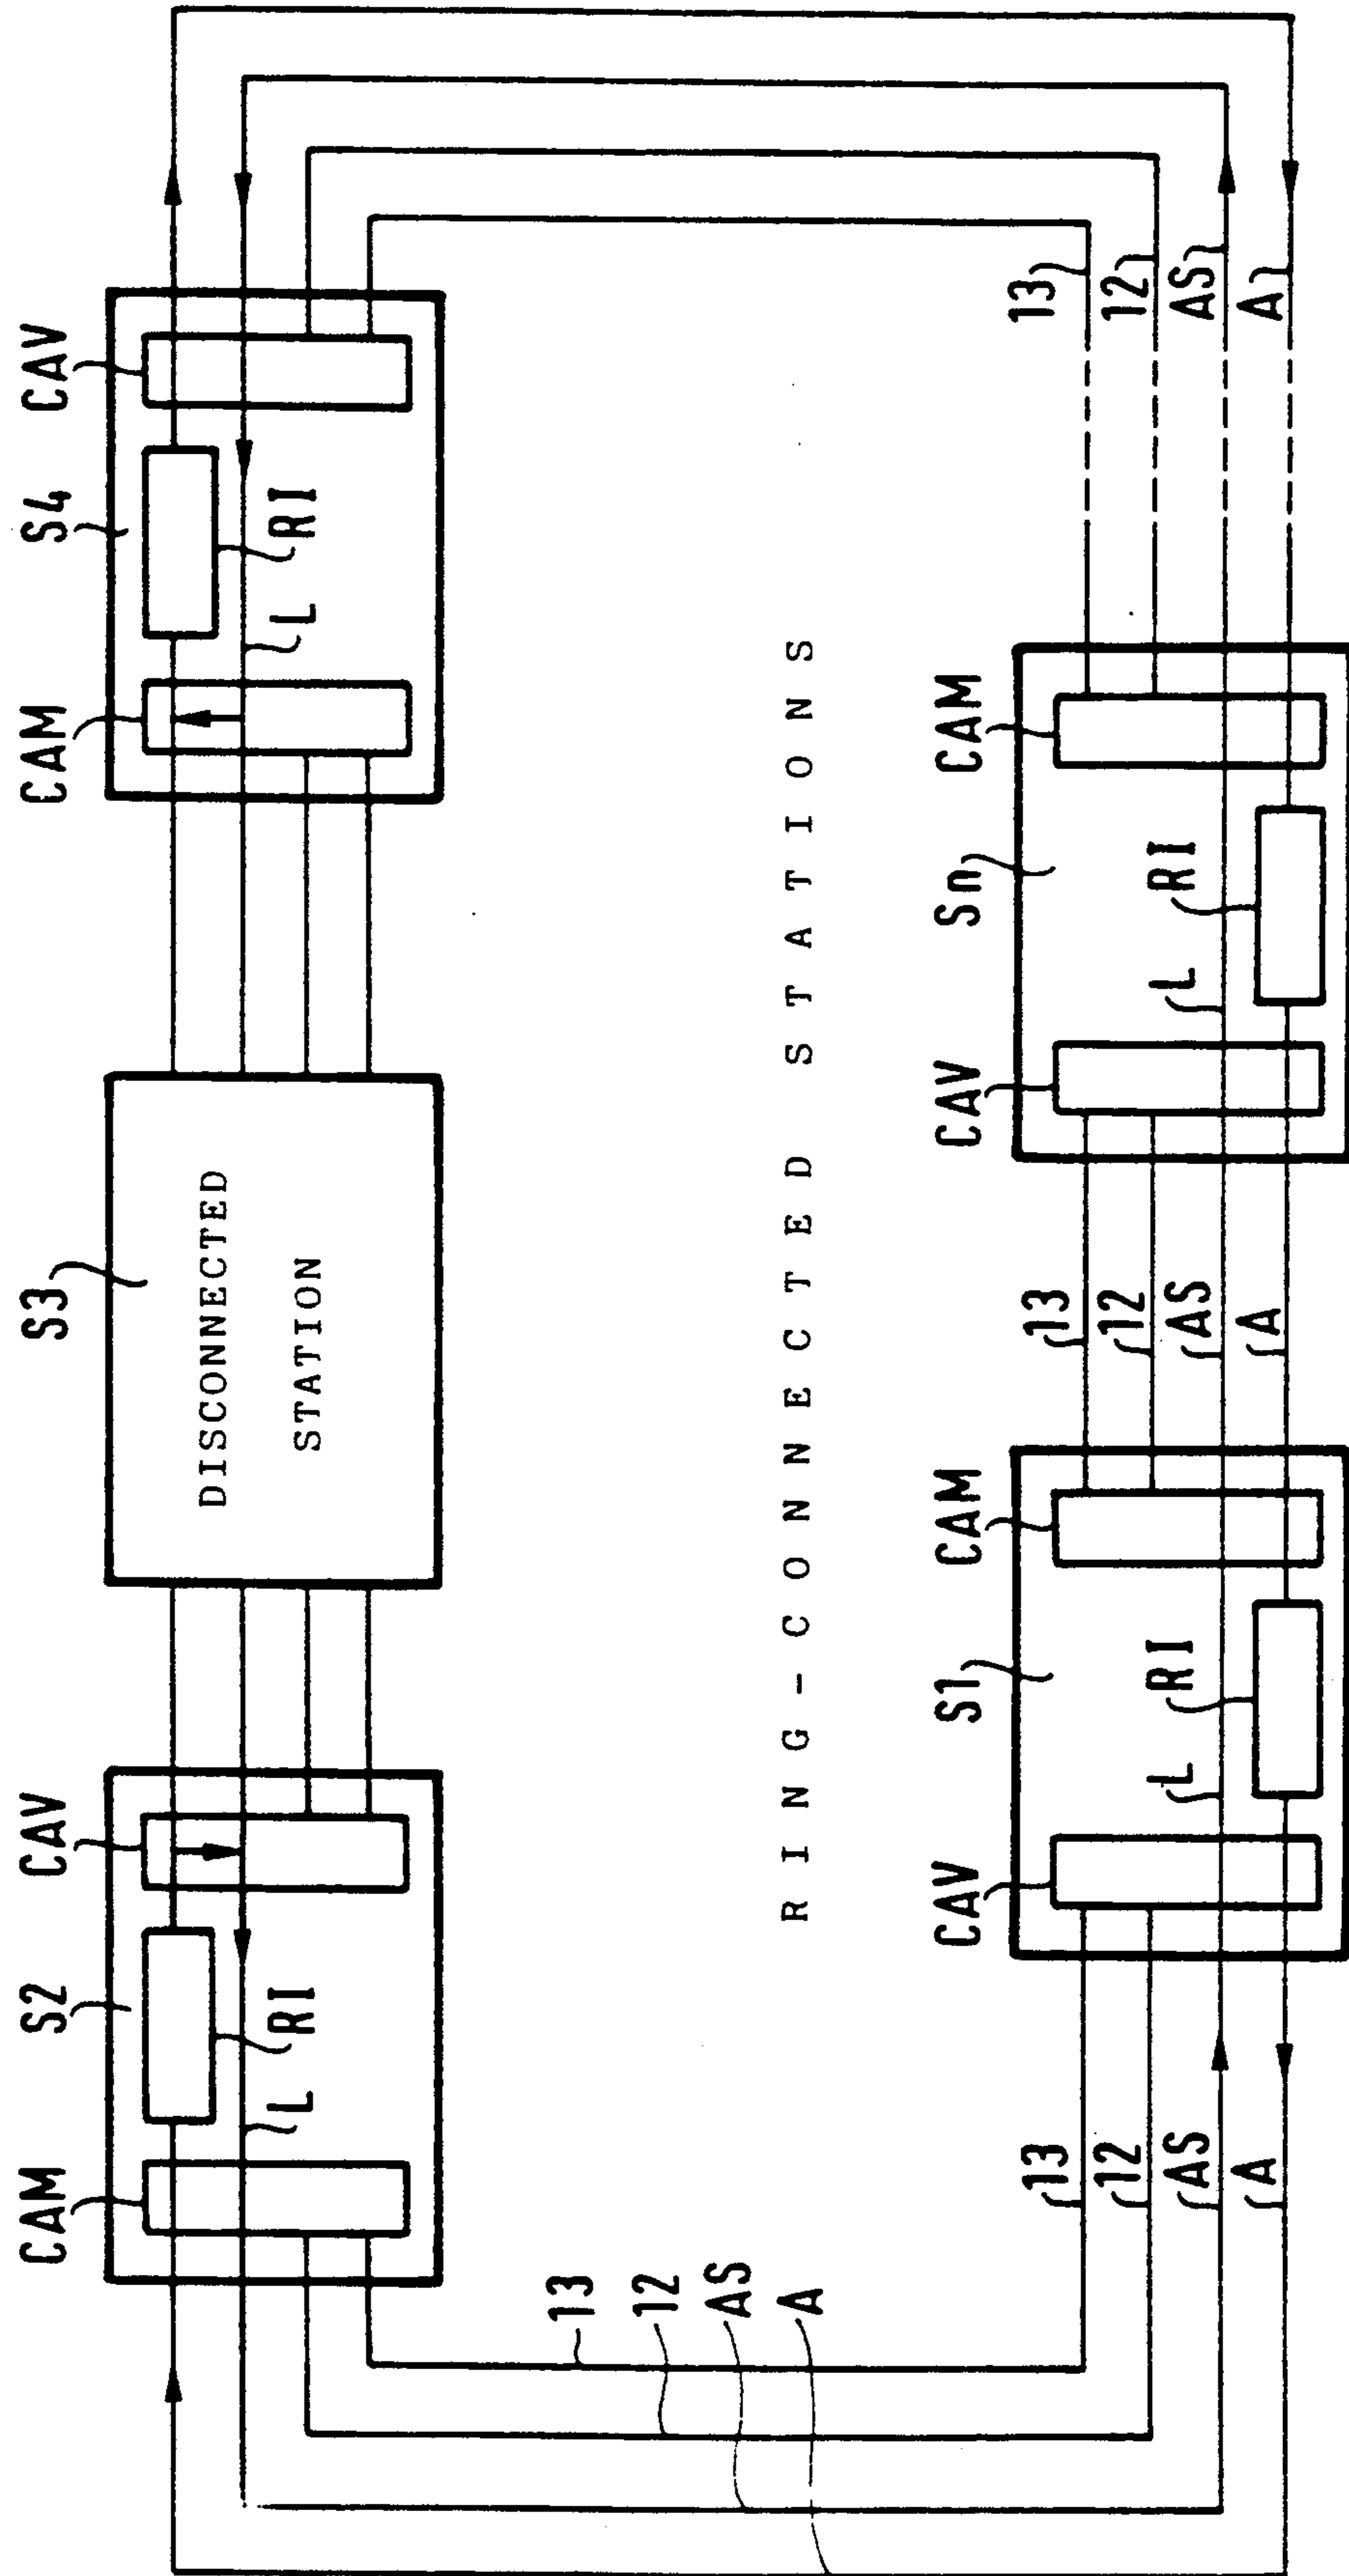 S2
S3
S4
CAM
CAV
CAM
CAV
L
RI
DISCONNECTED
STATION
L
RI
13
12
AS
A
RING-CONNECTED STATIONS
CAV
S1
CAM
CAV
Sn
CAM
L
RI
L
RI
13
12
AS
A
13
12
AS
A
13
12
AS
A